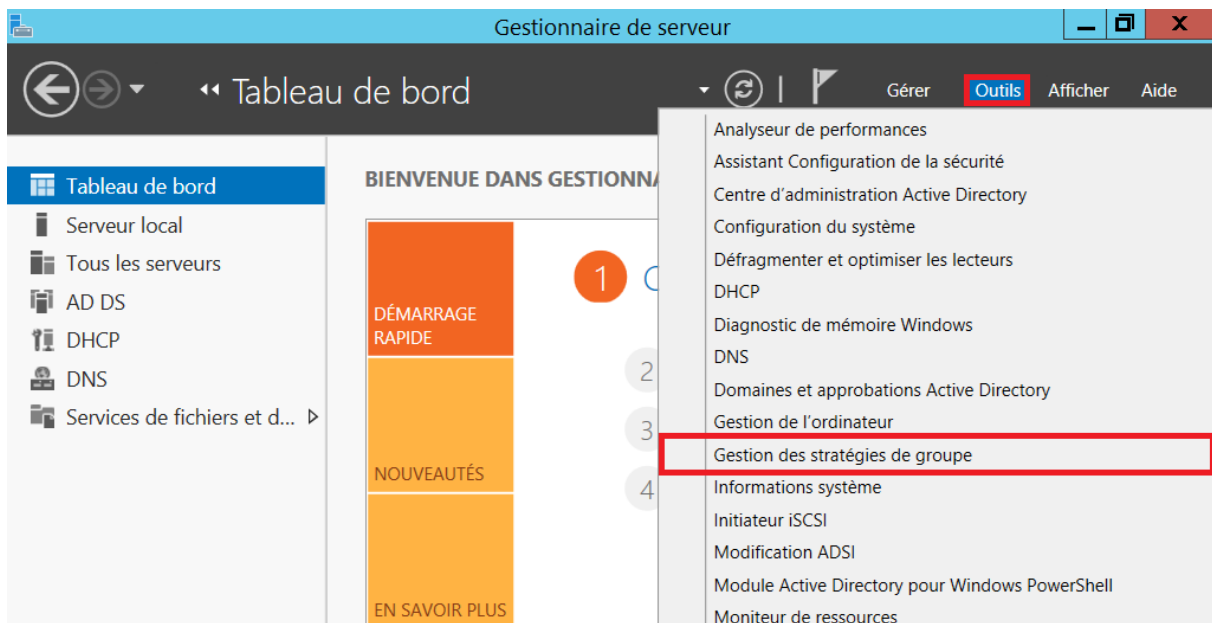 Gestionnaire de serveur
Tableau de bord
Gérer Outils Afficher Aide
Tableau de bord
Serveur local
Tous les serveurs
AD DS
DHCP
DNS
Services de fichiers et d...
BIENVENUE DANS GESTIONNA
DÉMARRAGE
RAPIDE
NOUVEAUTÉS
EN SAVOIR PLUS
1
2
3
4
Analyseur de performances
Assistant Configuration de la sécurité
Centre d'administration Active Directory
Configuration du système
Défragmenter et optimiser les lecteurs
DHCP
Diagnostic de mémoire Windows
DNS
Domaines et approbations Active Directory
Gestion de l'ordinateur
Gestion des stratégies de groupe
Informations système
Initiateur iSCSI
Modification ADSI
Module Active Directory pour Windows PowerShell
Moniteur de ressources